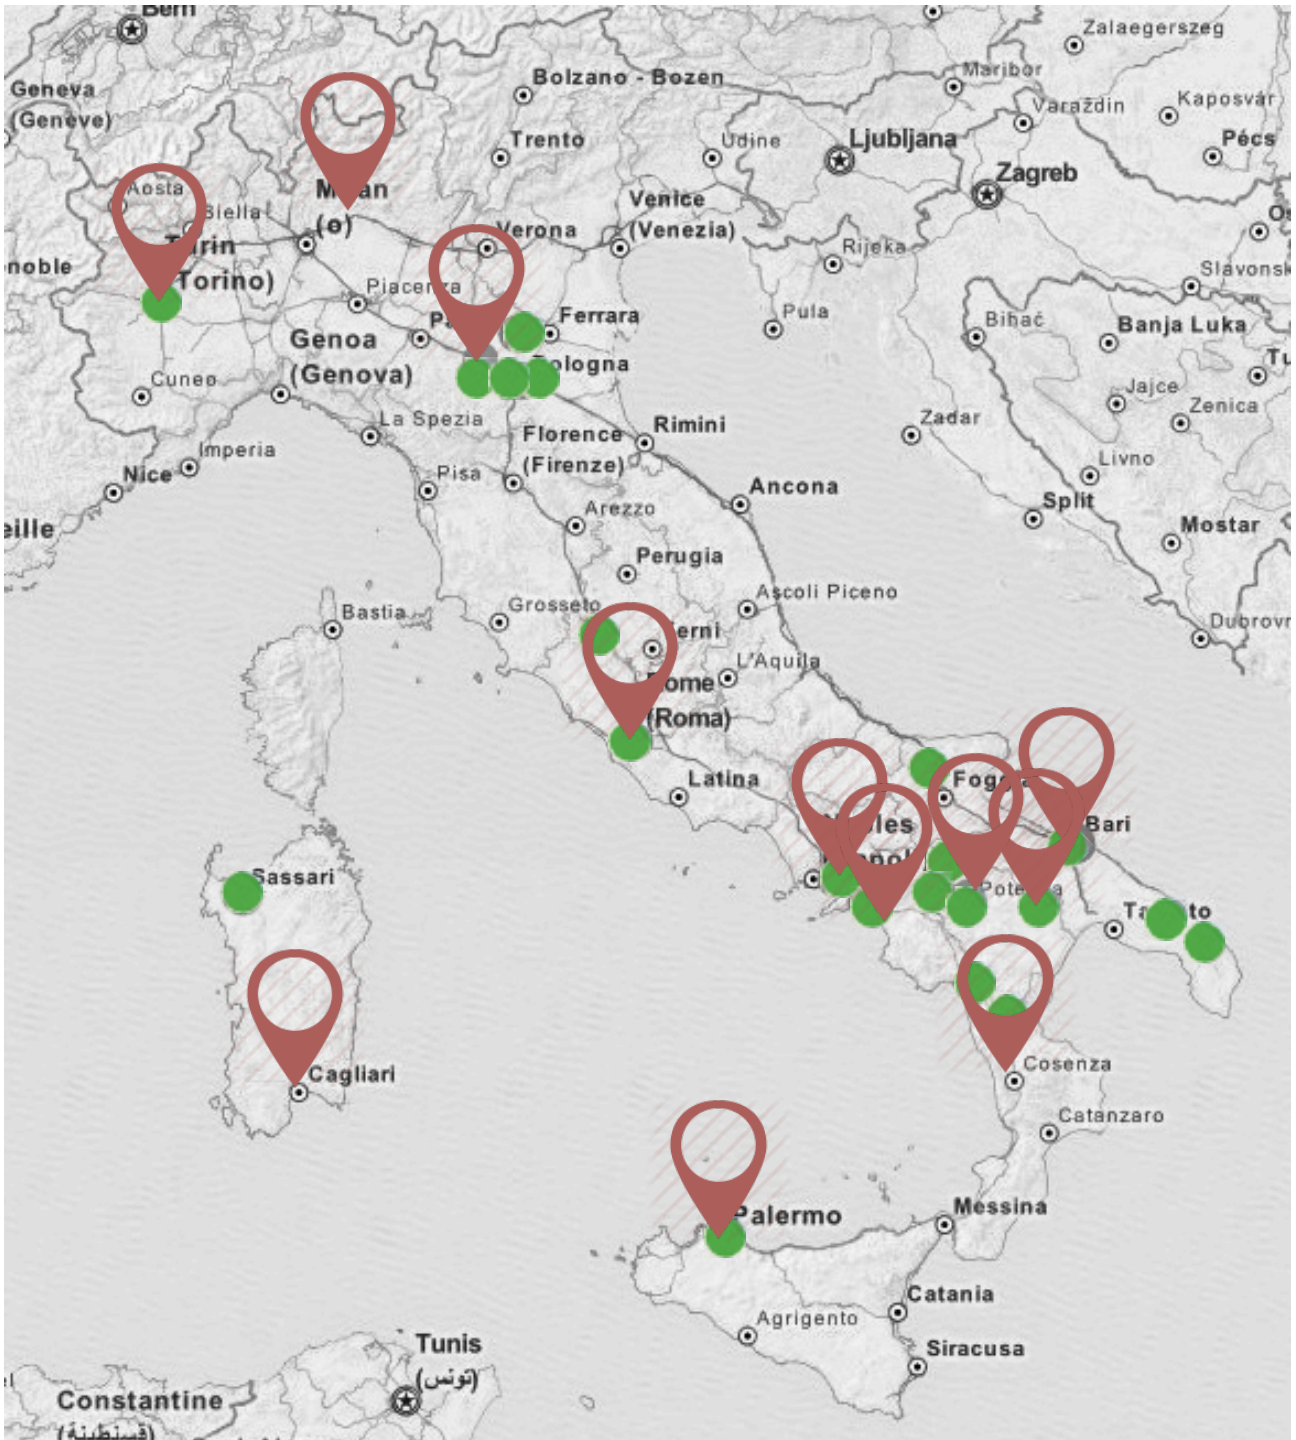 Bern
Zalaegerszeg
Bolzano - Bozen
Maribor
Geneva
(Genève)
Kaposvár
Varaždin
Trento
Udine
Ljubljana
Pécs
Zagreb
Aosta
Biella
Venice
(Venezia)
Verona
Rijeka
Torino)
Piacenza
Ferrara
Pula
Bihać
Banja Luka
Genoa
(Genova)
Cuneo
Jajce
Zenica
La Spezia
Florence
(Firenze)
Rimini
Zadar
Imperia
Nice
Pisa
Livno
Ancona
Split
Arezzo
Mostar
Perugia
Ascoli Piceno
Grosseto
Bastia
L'Aquila
(Roma)
Latina
Bari
Sassari
Cagliari
Cosenza
Catanzaro
Messina
Palermo
Catania
Agrigento
Siracusa
Tunis
(تونس)
Constantine
(قسنطينة)